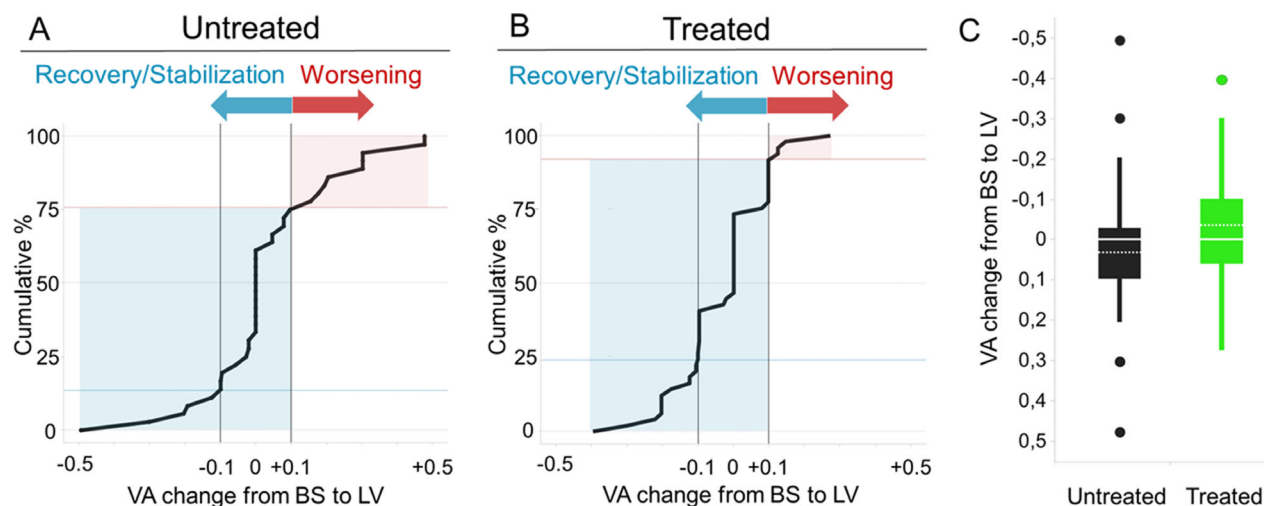 A
Untreated
Recovery/Stabilization Worsening
Cumulative %
100
75
50
25
0
-0.5 -0.1 0 +0.1 +0.5
VA change from BS to LV
B
Treated
Recovery/Stabilization Worsening
Cumulative %
100
75
50
25
0
-0.5 -0.1 0 +0.1 +0.5
VA change from BS to LV
C
VA change from BS to LV
-0,5
-0,4
-0,3
-0,2
-0,1
0
0,1
0,2
0,3
0,4
0,5
Untreated Treated